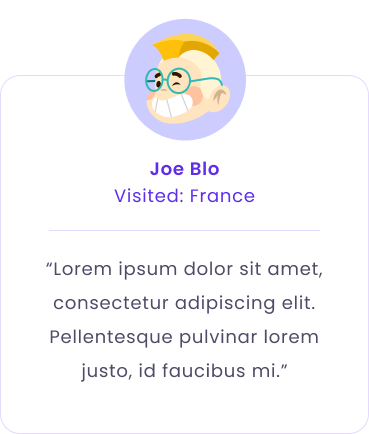 Joe Blo
Visited: France
“Lorem ipsum dolor sit amet,
consectetur adipiscing elit.
Pellentesque pulvinar lorem
justo, id faucibus mi.”